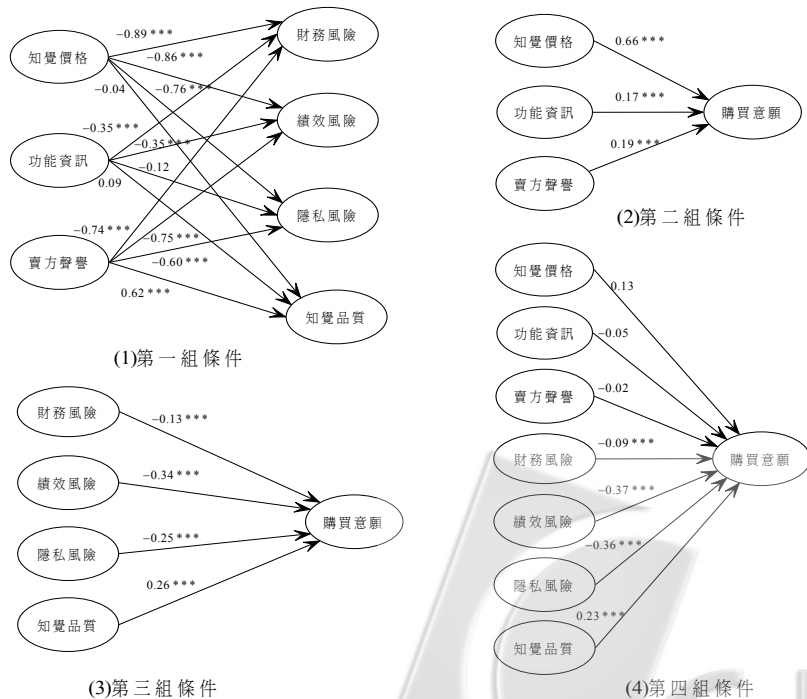 知覺價格
功能資訊
賣方聲譽
財務風險
績效風險
隱私風險
知覺品質
−0.89 ***
−0.86 ***
−0.76 ***
−0.04
−0.35 ***
−0.35 ***
−0.12
0.09
−0.74 ***
−0.75 ***
−0.60 ***
0.62 ***
(1)第一組條件
知覺價格
功能資訊
賣方聲譽
購買意願
0.66 ***
0.17 ***
0.19 ***
(2)第二組條件
財務風險
績效風險
隱私風險
知覺品質
購買意願
−0.13 ***
−0.34 ***
−0.25 ***
0.26 ***
(3)第三組條件
知覺價格
功能資訊
賣方聲譽
財務風險
績效風險
隱私風險
知覺品質
購買意願
0.13
−0.05
−0.02
−0.09 ***
−0.37 ***
−0.36 ***
0.23 ***
(4)第四組條件